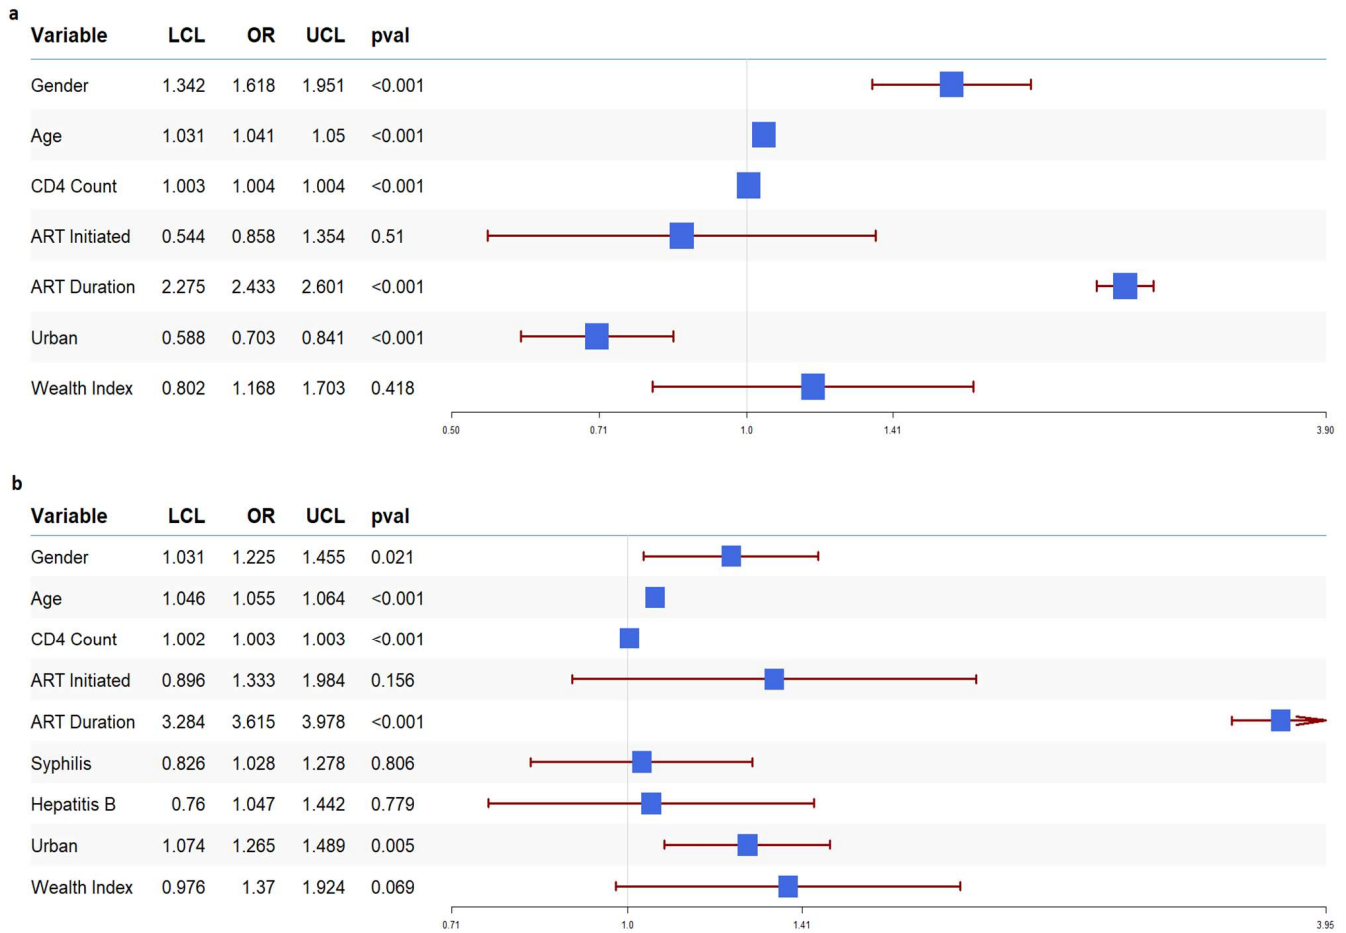 a
Variable LCL OR UCL pval
Gender 1.342 1.618 1.951 <0.001
Age 1.031 1.041 1.05 <0.001
CD4 Count 1.003 1.004 1.004 <0.001
ART Initiated 0.544 0.858 1.354 0.51
ART Duration 2.275 2.433 2.601 <0.001
Urban 0.588 0.703 0.841 <0.001
Wealth Index 0.802 1.168 1.703 0.418
0.50 0.71 1.0 1.41 3.90
b
Variable LCL OR UCL pval
Gender 1.031 1.225 1.455 0.021
Age 1.046 1.055 1.064 <0.001
CD4 Count 1.002 1.003 1.003 <0.001
ART Initiated 0.896 1.333 1.984 0.156
ART Duration 3.284 3.615 3.978 <0.001
Syphilis 0.826 1.028 1.278 0.806
Hepatitis B 0.76 1.047 1.442 0.779
Urban 1.074 1.265 1.489 0.005
Wealth Index 0.976 1.37 1.924 0.069
0.71 1.0 1.41 3.95